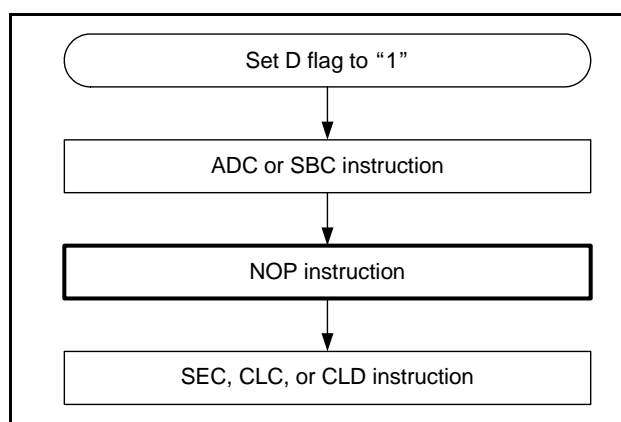 Set D flag to “1”
ADC or SBC instruction
NOP instruction
SEC, CLC, or CLD instruction